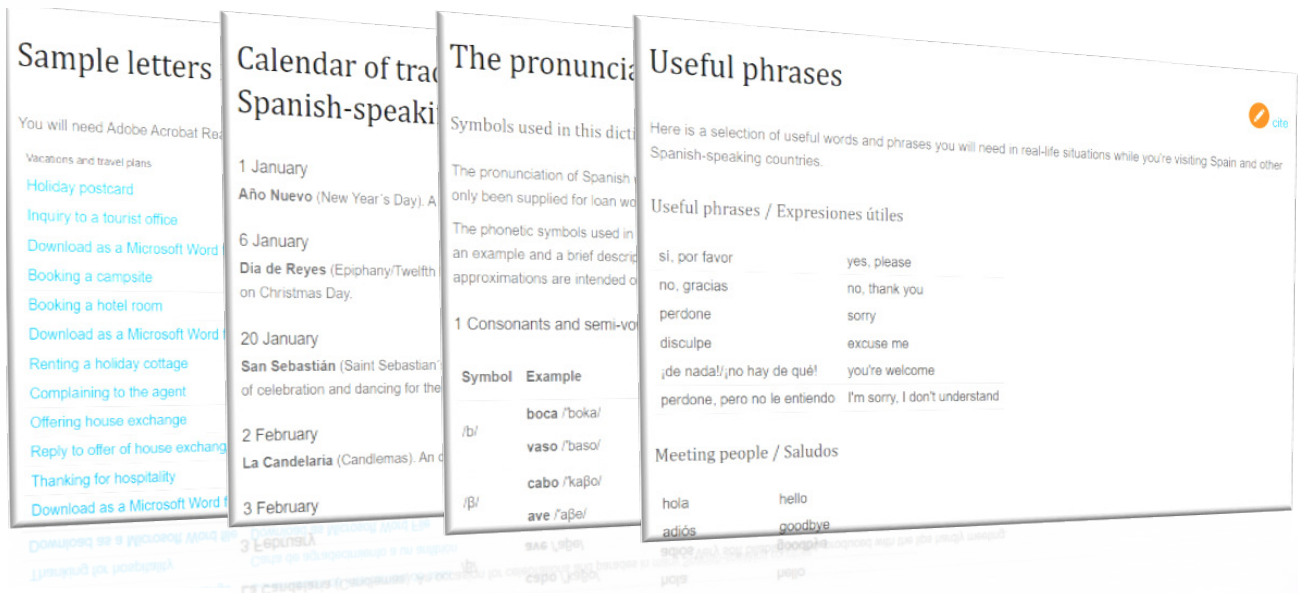 Sample letters
You will need Adobe Acrobat Rea
Vacations and travel plans
Holiday postcard
Inquiry to a tourist office
Download as a Microsoft Word f
Booking a campsite
Booking a hotel room
Download as a Microsoft Word f
Renting a holiday cottage
Complaining to the agent
Offering house exchange
Reply to offer of house exchang
Thanking for hospitality
Download as a Microsoft Word f
Calendar of trad
Spanish-speaki
1 January
Año Nuevo (New Year's Day). A
6 January
Día de Reyes (Epiphany/Twelfth
on Christmas Day.
20 January
San Sebastián (Saint Sebastian's
of celebration and dancing for the
2 February
La Candelaria (Candlemas). An o
3 February
The pronuncia
Symbols used in this dicti
The pronunciation of Spanish
only been supplied for loan wo
The phonetic symbols used in
an example and a brief descrip
approximations are intended o
1 Consonants and semi-vo
Symbol Example
boca /'boka/
/b/
vaso /'baso/
cabo /'kaβo/
/β/
ave /'aβe/
Useful phrases
cite
Here is a selection of useful words and phrases you will need in real-life situations while you're visiting Spain and other
Spanish-speaking countries.
Useful phrases / Expresiones útiles
sí, por favor yes, please
no, gracias no, thank you
perdone sorry
disculpe excuse me
¡de nada!/¡no hay de qué! you're welcome
perdone, pero no le entiendo I'm sorry, I don't understand
Meeting people / Saludos
hola hello
adiós goodbye